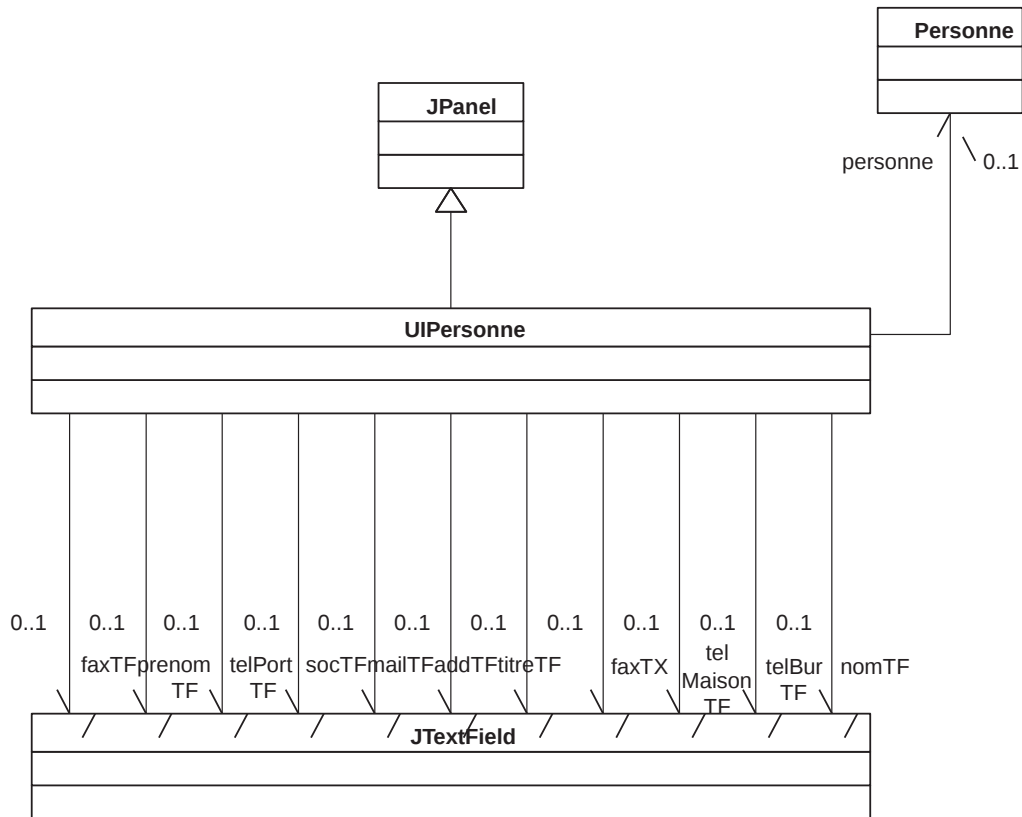 Personne
JPanel
personne
0..1
UIPersonne
0..1 0..1 0..1 0..1 0..1 0..1 0..1 0..1 0..1 0..1 0..1
faxTF
prenom
TF
telPort
TF
socTF
mailTF
addTF
titreTF
faxTX
tel
Maison
TF
telBur
TF
nomTF
JTextField